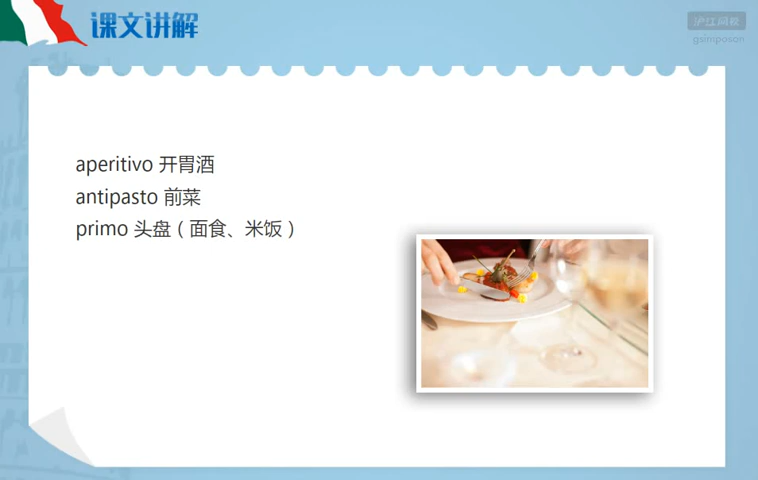 课文讲解
沪江网校
gsimposon
aperitivo 开胃酒
antipasto 前菜
primo 头盘（面食、米饭）